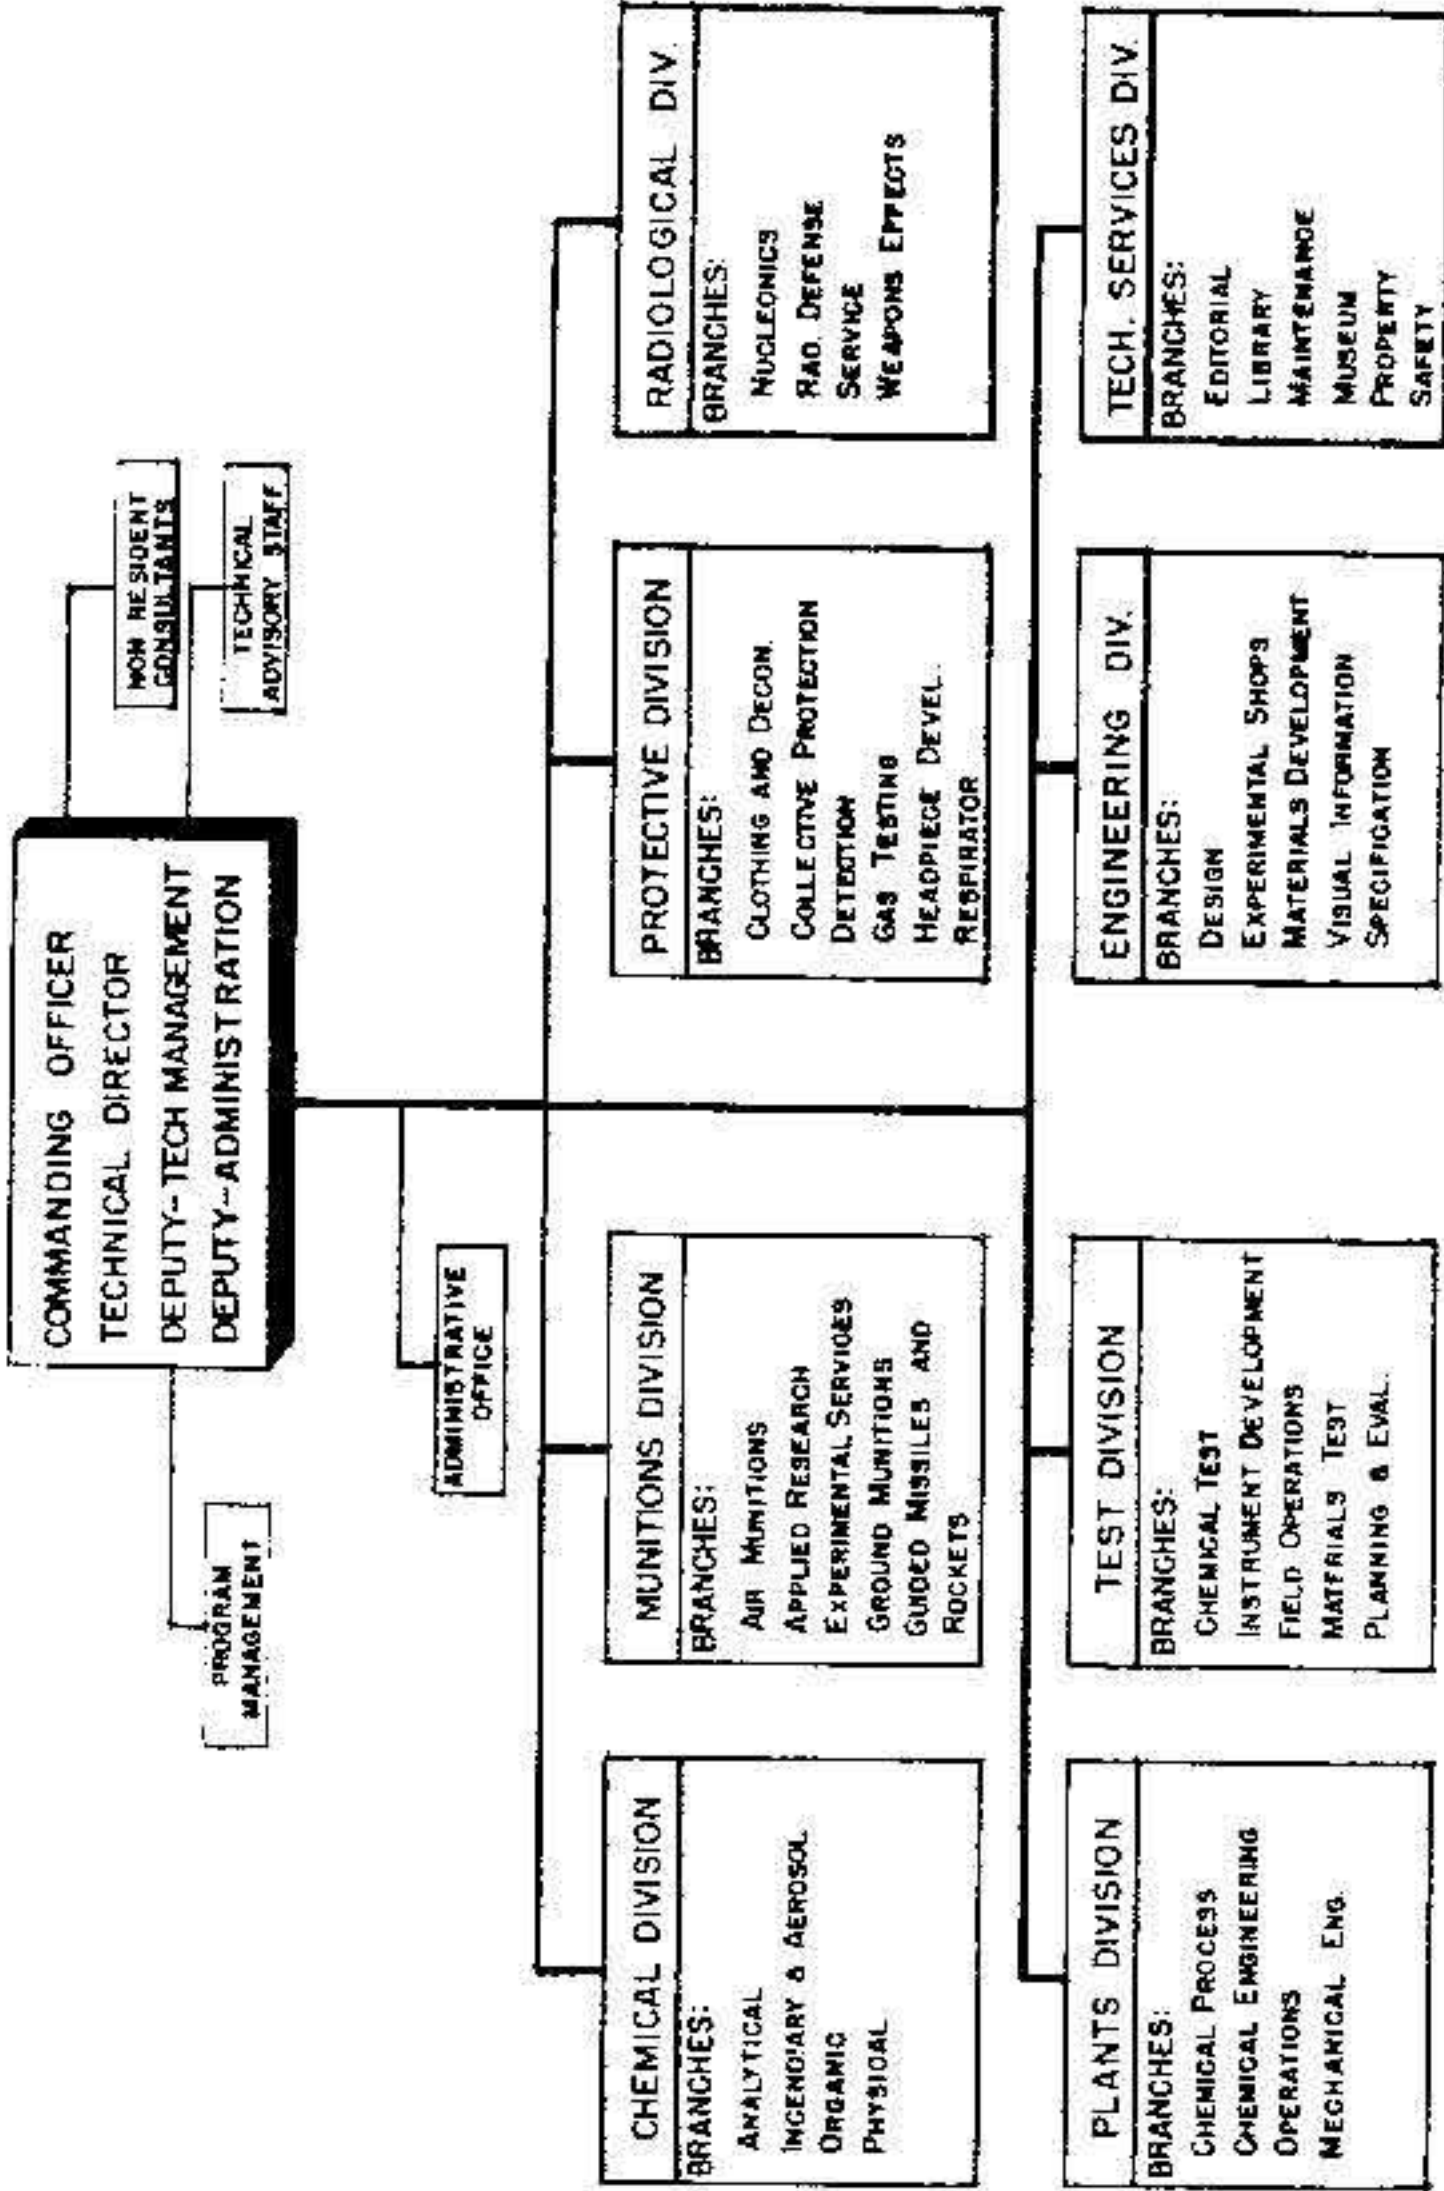 COMMANDING OFFICER
TECHNICAL DIRECTOR
DEPUTY-TECH MANAGEMENT
DEPUTY-ADMINISTRATION
PROGRAM
MANAGEMENT
NON RESIDENT
CONSULTANTS
TECHNICAL
ADVISORY STAFF
ADMINISTRATIVE
OFFICE
CHEMICAL DIVISION
BRANCHES:
ANALYTICAL
INCENDIARY & AEROSOL
ORGANIC
PHYSICAL
MUNITIONS DIVISION
BRANCHES:
AIR MUNITIONS
APPLIED RESEARCH
EXPERIMENTAL SERVICES
GROUND MUNITIONS
GUIDED MISSILES AND
ROCKETS
PROTECTIVE DIVISION
BRANCHES:
CLOTHING AND DECON.
COLLECTIVE PROTECTION
DETECTION
GAS TESTING
HEADPIECE DEVEL.
RESPIRATOR
RADIOLOGICAL DIV.
BRANCHES:
NUCLEONICS
RAD. DEFENSE
SERVICE
WEAPONS EFFECTS
PLANTS DIVISION
BRANCHES:
CHEMICAL PROCESS
CHEMICAL ENGINEERING
OPERATIONS
MECHANICAL ENG.
TEST DIVISION
BRANCHES:
CHEMICAL TEST
INSTRUMENT DEVELOPMENT
FIELD OPERATIONS
MATERIALS TEST
PLANNING & EVAL.
ENGINEERING DIV.
BRANCHES:
DESIGN
EXPERIMENTAL SHOPS
MATERIALS DEVELOPMENT
VISUAL INFORMATION
SPECIFICATION
TECH. SERVICES DIV.
BRANCHES:
EDITORIAL
LIBRARY
MAINTENANCE
MUSEUM
PROPERTY
SAFETY